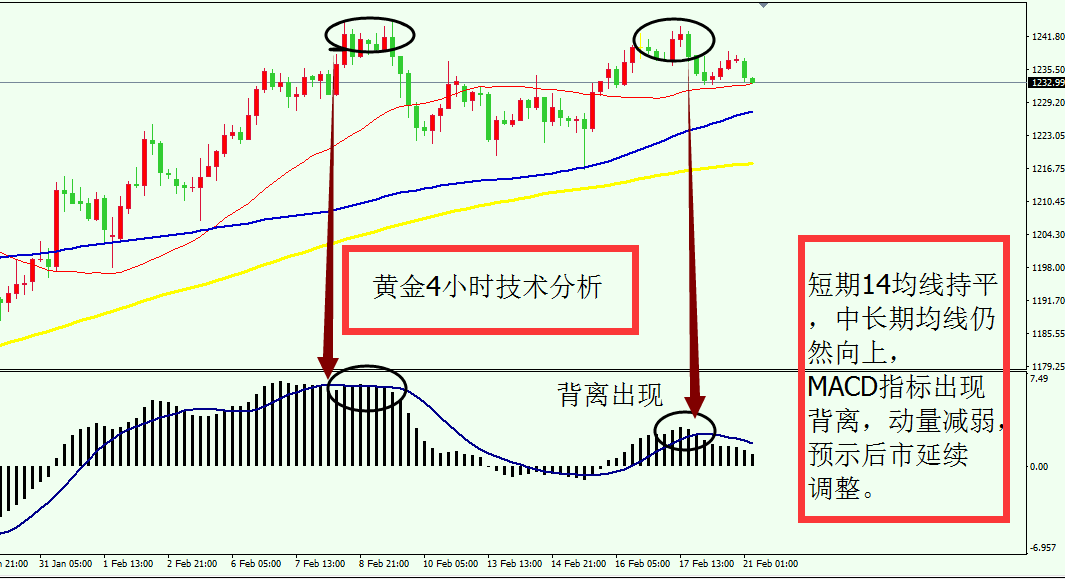 1241.80
1235.50
1232.99
1229.20
1223.05
1216.75
1210.45
1204.30
1198.00
1191.70
1185.55
1179.25
黄金4小时技术分析
短期14均线持平
，中长期均线仍
然向上，
MACD指标出现
背离，动量减弱，
预示后市延续
调整。
背离出现
7.49
0.00
-6.957
21:00
31 Jan 05:00
1 Feb 13:00
2 Feb 21:00
6 Feb 05:00
7 Feb 13:00
8 Feb 21:00
10 Feb 05:00
13 Feb 13:00
14 Feb 21:00
16 Feb 05:00
17 Feb 13:00
21 Feb 01:00